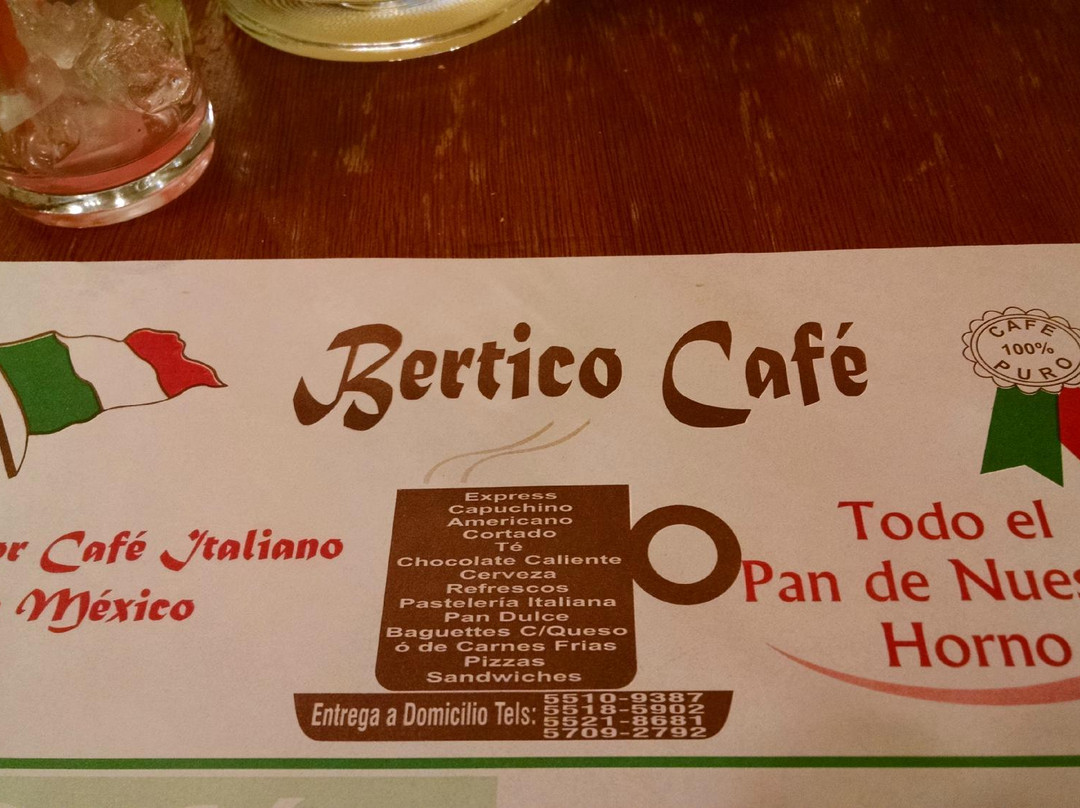 Bertico Café
CAFE
100%
PURO
Café Italiano
México
Express
Capuchino
Americano
Cortado
Té
Chocolate Caliente
Cerveza
Refrescos
Pastelería Italiana
Pan Dulce
Baguettes C/Queso
ó de Carnes Frias
Pizzas
Sandwiches
Entrega a Domicilio Tels:
5510-9387
5518-5902
5521-8681
5709-2792
Todo el
Pan de
Horno